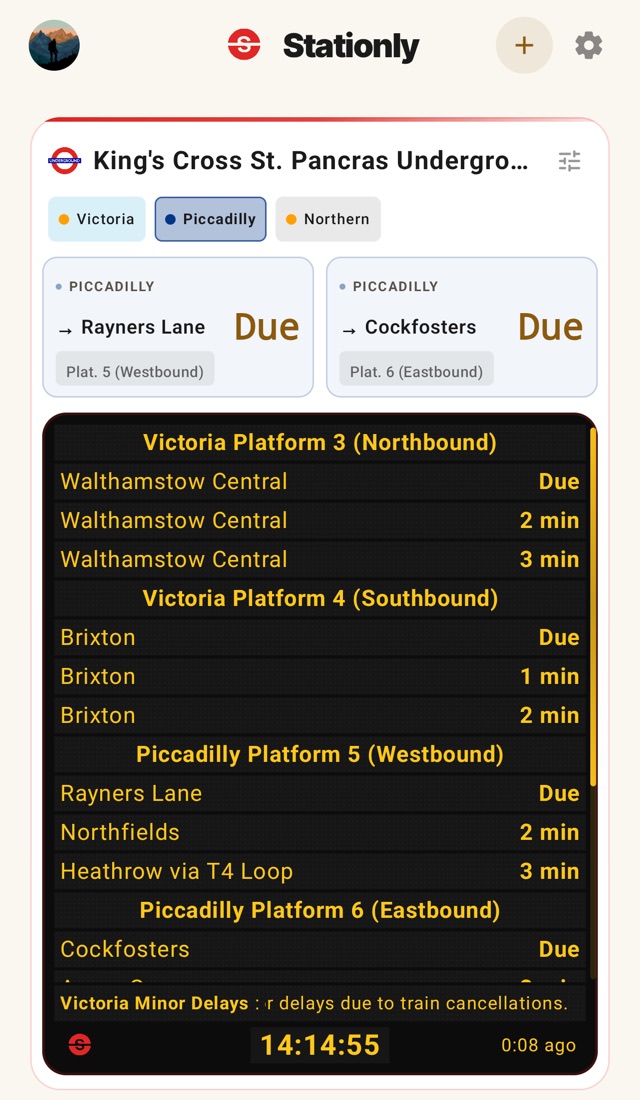 Stationly
King's Cross St. Pancras Undergro...
UNDERGROUND
Victoria
Piccadilly
Northern
PICCADILLY
→ Rayners Lane Due
Plat. 5 (Westbound)
PICCADILLY
→ Cockfosters Due
Plat. 6 (Eastbound)
Victoria Platform 3 (Northbound)
Walthamstow Central Due
Walthamstow Central 2 min
Walthamstow Central 3 min
Victoria Platform 4 (Southbound)
Brixton Due
Brixton 1 min
Brixton 2 min
Piccadilly Platform 5 (Westbound)
Rayners Lane Due
Northfields 2 min
Heathrow via T4 Loop 3 min
Piccadilly Platform 6 (Eastbound)
Cockfosters Due
Victoria Minor Delays : r delays due to train cancellations.
14:14:55
0:08 ago